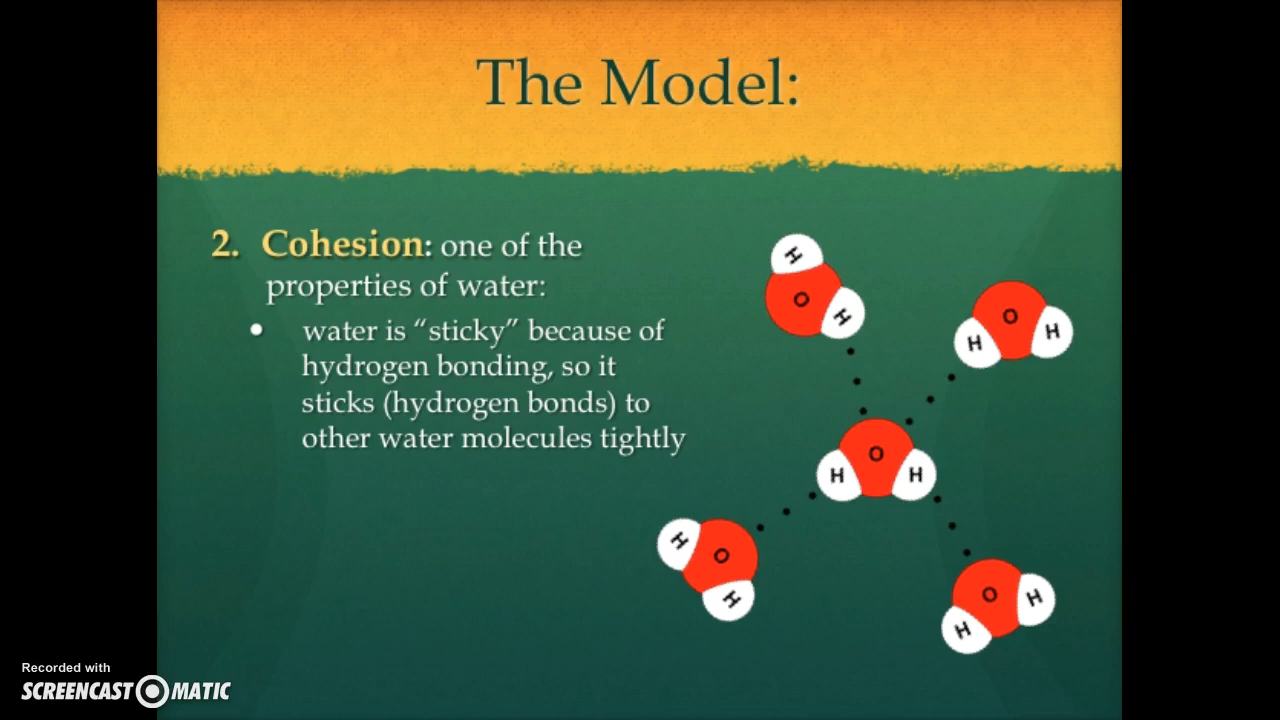 The Model:
2. Cohesion: one of the
properties of water:
• water is “sticky” because of
hydrogen bonding, so it
sticks (hydrogen bonds) to
other water molecules tightly
H
O
H
O
H
H
O
H
H
H
O
H
O
H
H
Recorded with
SCREENCAST O MATIC